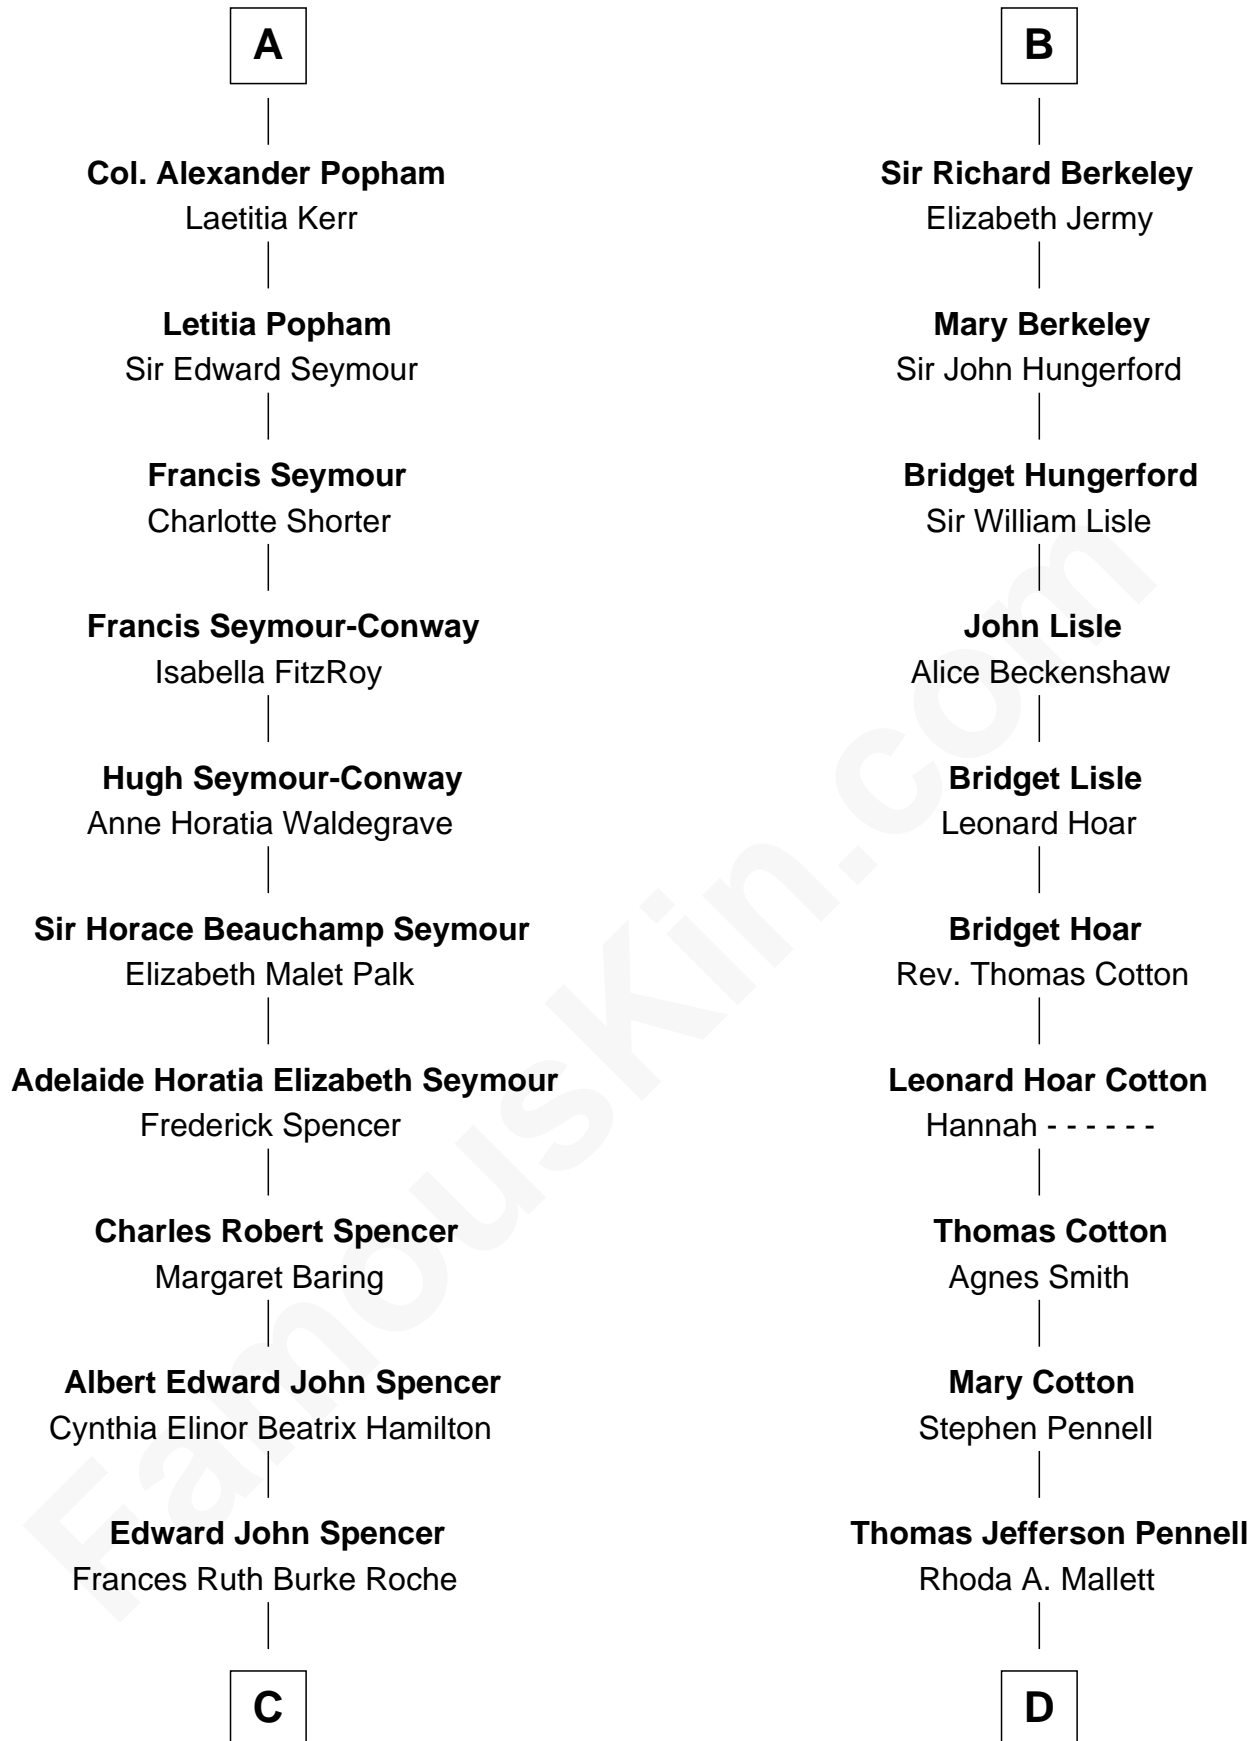 A
Col. Alexander Popham
Laetitia Kerr
Letitia Popham
Sir Edward Seymour
Francis Seymour
Charlotte Shorter
Francis Seymour-Conway
Isabella FitzRoy
Hugh Seymour-Conway
Anne Horatia Waldegrave
Sir Horace Beauchamp Seymour
Elizabeth Malet Palk
Adelaide Horatia Elizabeth Seymour
Frederick Spencer
Charles Robert Spencer
Margaret Baring
Albert Edward John Spencer
Cynthia Elinor Beatrix Hamilton
Edward John Spencer
Frances Ruth Burke Roche
C
B
Sir Richard Berkeley
Elizabeth Jermy
Mary Berkeley
Sir John Hungerford
Bridget Hungerford
Sir William Lisle
John Lisle
Alice Beckenshaw
Bridget Lisle
Leonard Hoar
Bridget Hoar
Rev. Thomas Cotton
Leonard Hoar Cotton
Hannah - - - - - -
Thomas Cotton
Agnes Smith
Mary Cotton
Stephen Pennell
Thomas Jefferson Pennell
Rhoda A. Mallett
D
FamousKin.com